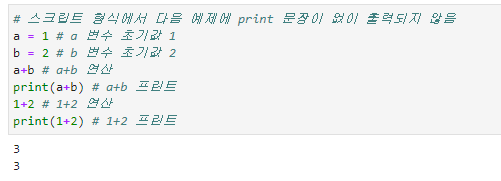 # 스크립트 형식에서 다음 예제에 print 문장이 없이 출력되지 않음
a = 1 # a 변수 초기값 1
b = 2 # b 변수 초기값 2
a+b # a+b 연산
print(a+b) # a+b 프린트
1+2 # 1+2 연산
print(1+2) # 1+2 프린트
3
3